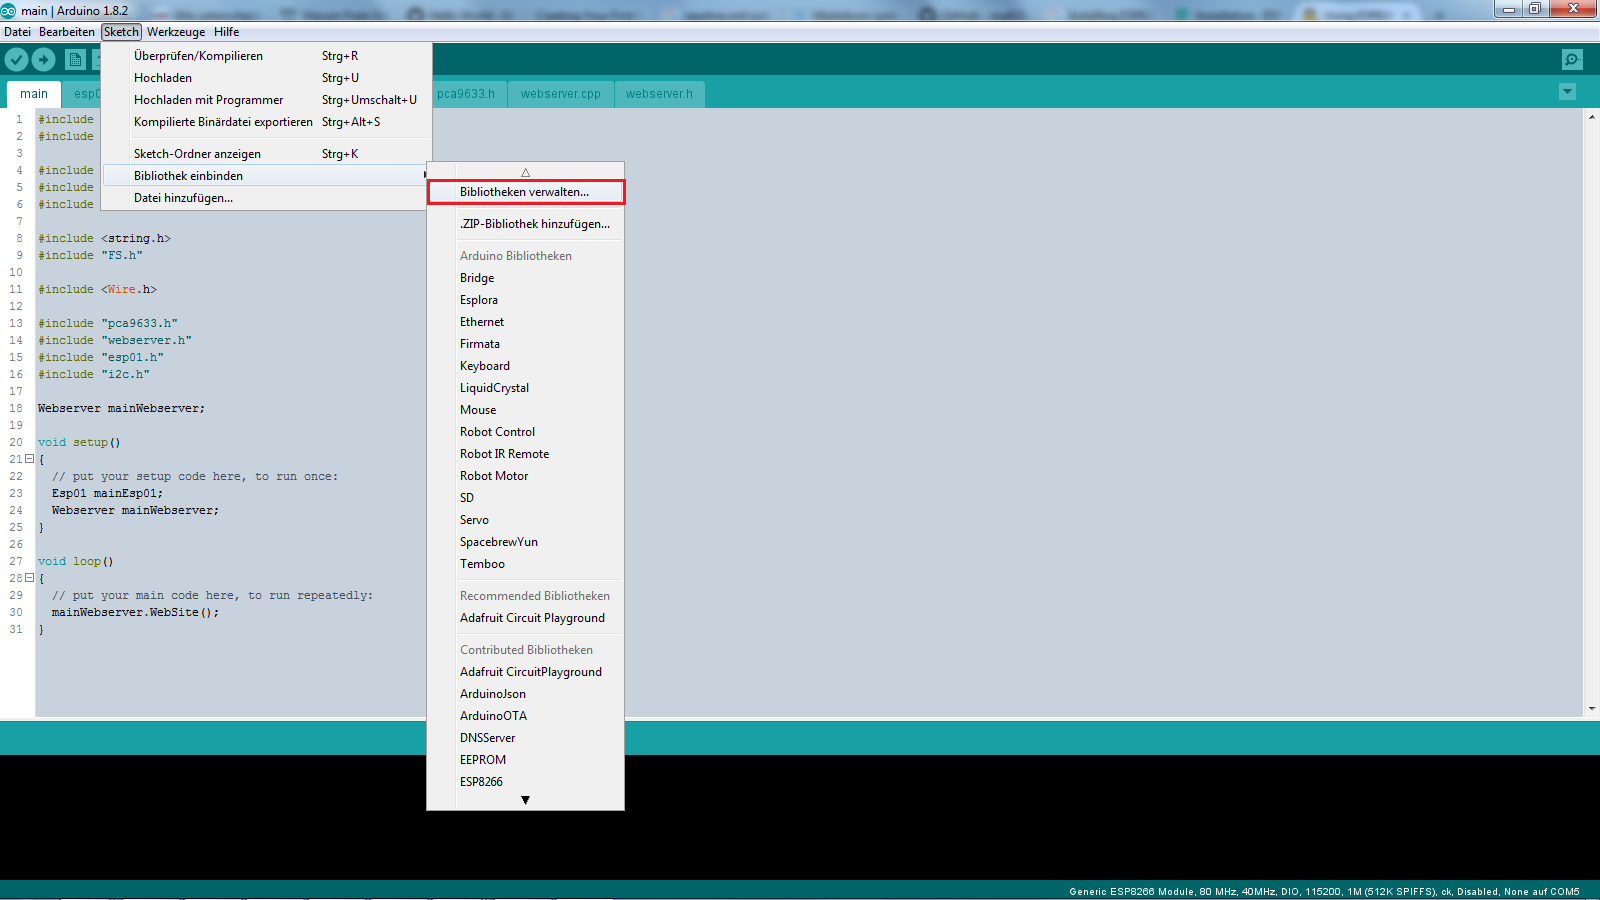 main | Arduino 1.8.2
Datei Bearbeiten Sketch Werkzeuge Hilfe
Überprüfen/Kompilieren Strg+R
Hochladen Strg+U
Hochladen mit Programmer Strg+Umschalt+U
Kompilierte Binärdatei exportieren Strg+Alt+S
Sketch-Ordner anzeigen Strg+K
Bibliothek einbinden
Datei hinzufügen...
main esp0 pca9633.h webserver.cpp webserver.h
1 #include
2 #include
3
4 #include
5 #include
6 #include
7
8 #include <string.h>
9 #include "FS.h"
10
11 #include <Wire.h>
12
13 #include "pca9633.h"
14 #include "webserver.h"
15 #include "esp01.h"
16 #include "i2c.h"
17
18 Webserver mainWebserver;
19
20 void setup()
21 {
22 // put your setup code here, to run once:
23 Esp01 mainEsp01;
24 Webserver mainWebserver;
25 }
26
27 void loop()
28 {
29 // put your main code here, to run repeatedly:
30 mainWebserver.WebSite();
31 }
Bibliotheken verwalten...
.ZIP-Bibliothek hinzufügen...
Arduino Bibliotheken
Bridge
Esplora
Ethernet
Firmata
Keyboard
LiquidCrystal
Mouse
Robot Control
Robot IR Remote
Robot Motor
SD
Servo
SpacebrewYun
Temboo
Recommended Bibliotheken
Adafruit Circuit Playground
Contributed Bibliotheken
Adafruit CircuitPlayground
ArduinoJson
ArduinoOTA
DNSServer
EEPROM
ESP8266
Generic ESP8266 Module, 80 MHz, 40MHz, DIO, 115200, 1M (512K SPIFFS), ck, Disabled, None auf COM5